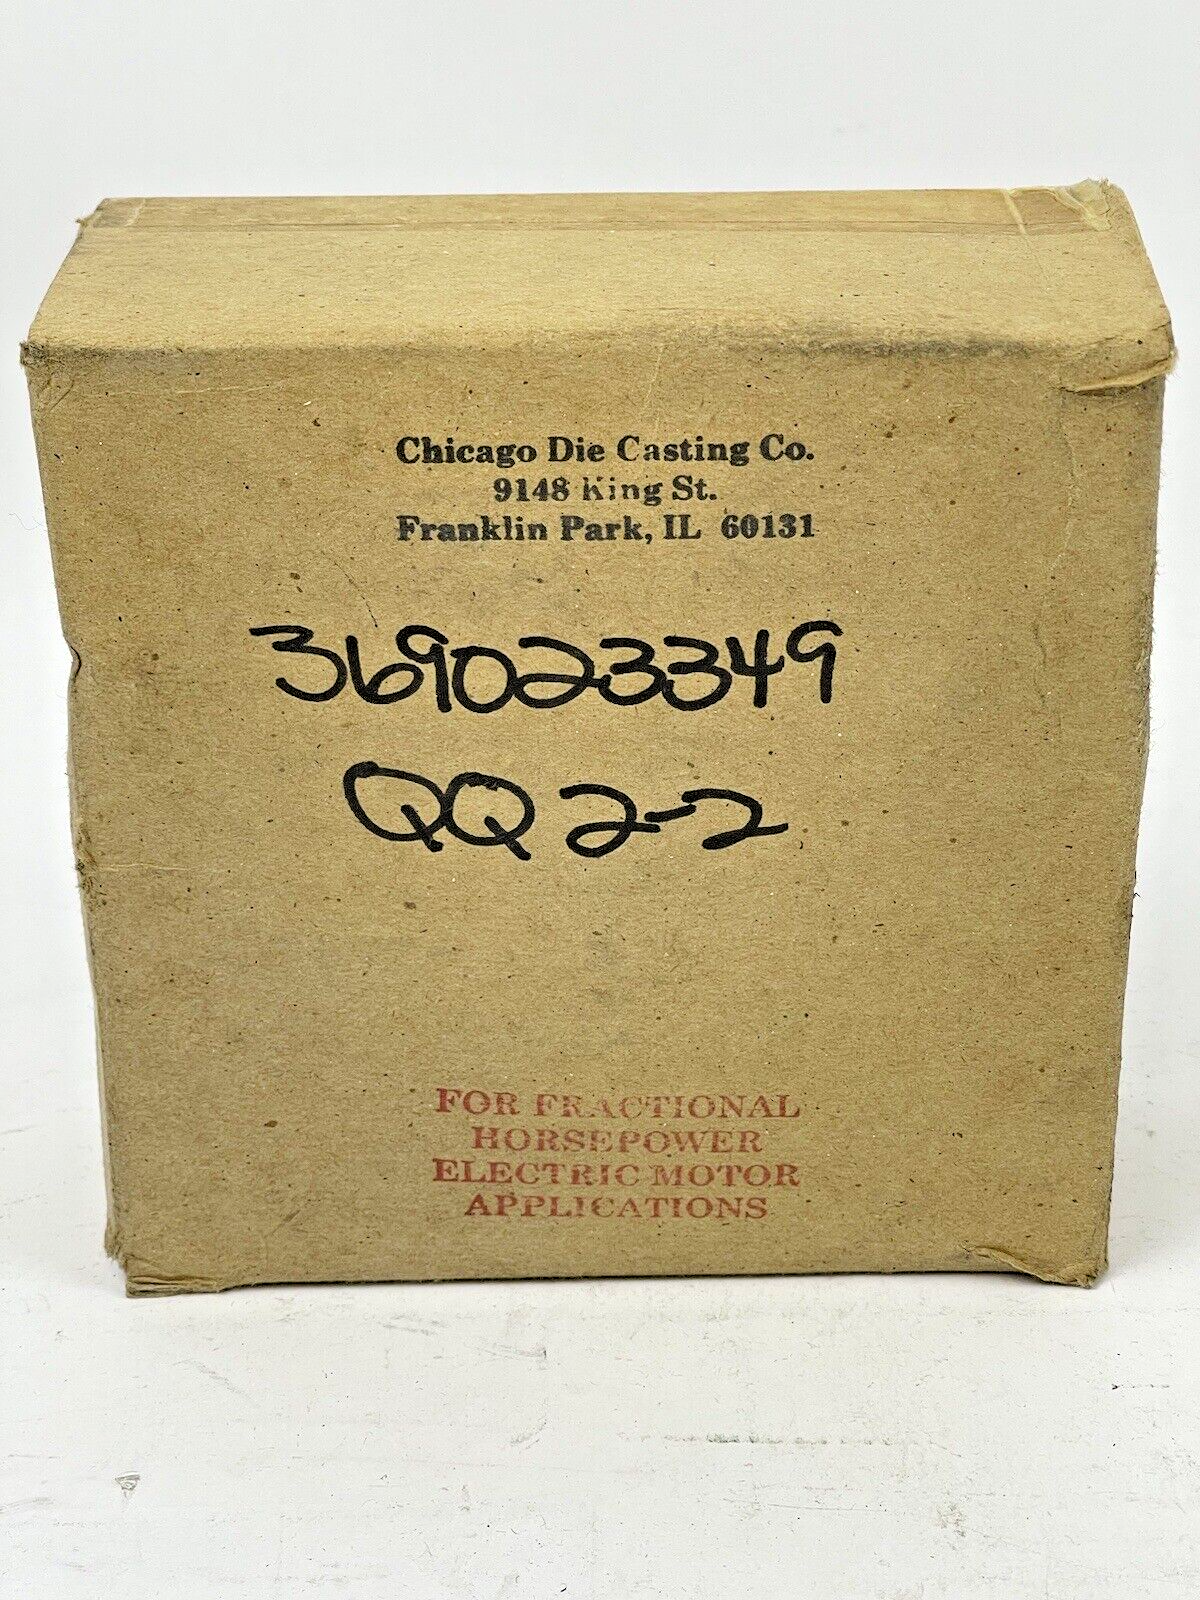 Chicago Die Casting Co.
9148 King St.
Franklin Park, IL 60131
369023349
QQ 2-2
FOR FRACTIONAL
HORSEPOWER
ELECTRIC MOTOR
APPLICATIONS